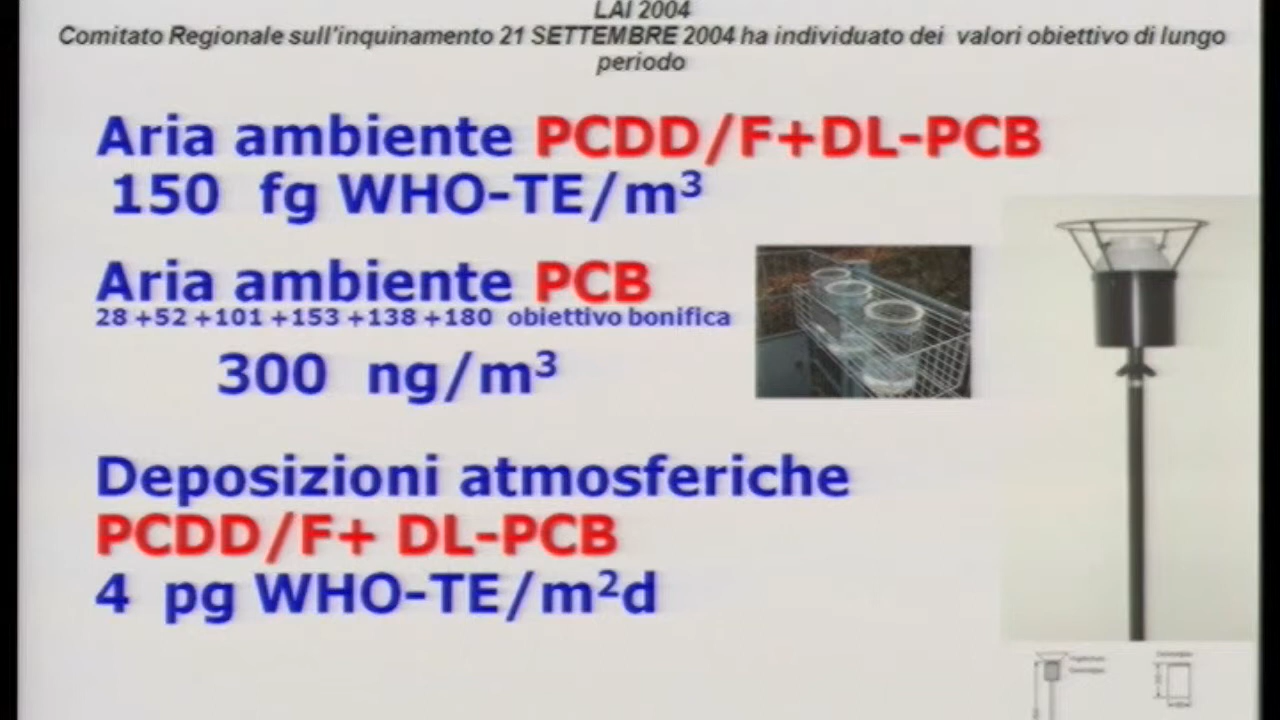 LAI 2004
Comitato Regionale sull'inquinamento 21 SETTEMBRE 2004 ha individuato dei valori obiettivo di lungo
periodo
Aria ambiente PCDD/F+DL-PCB
150 fg WHO-TE/m³
Aria ambiente PCB
28 +52 +101 +153 +138 +180 obiettivo bonifica
300 ng/m³
Deposizioni atmosferiche
PCDD/F+ DL-PCB
4 pg WHO-TE/m²d